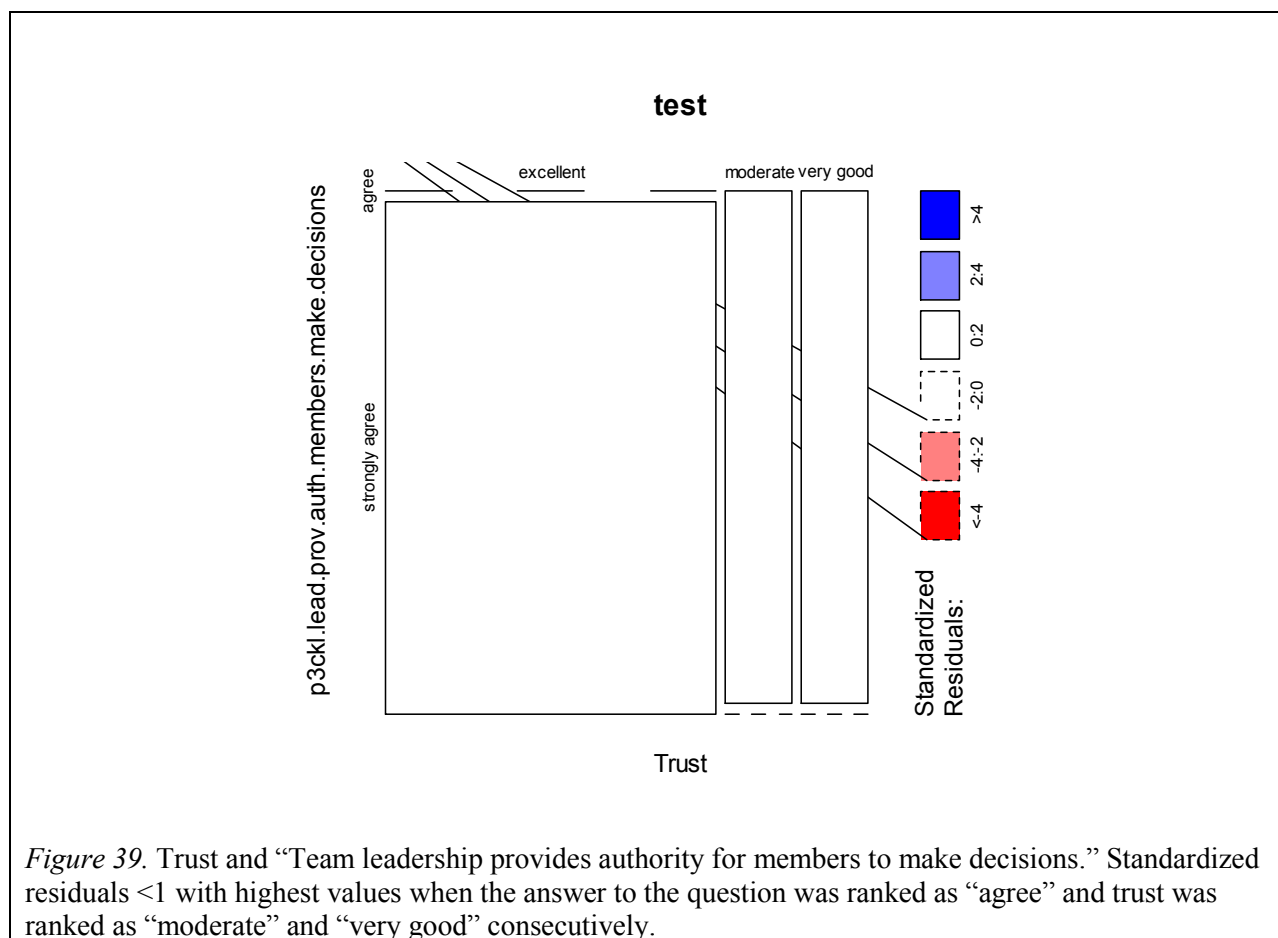 test
agree
excellent
moderate
very good
strongly agree
p3ckl.lead.prov.auth.members.make.decisions
>4
2:4
0:2
-2:0
-4:-2
<-4
Standardized
Residuals:
Trust
Figure 39. Trust and “Team leadership provides authority for members to make decisions.” Standardized
residuals <1 with highest values when the answer to the question was ranked as “agree” and trust was
ranked as “moderate” and “very good” consecutively.